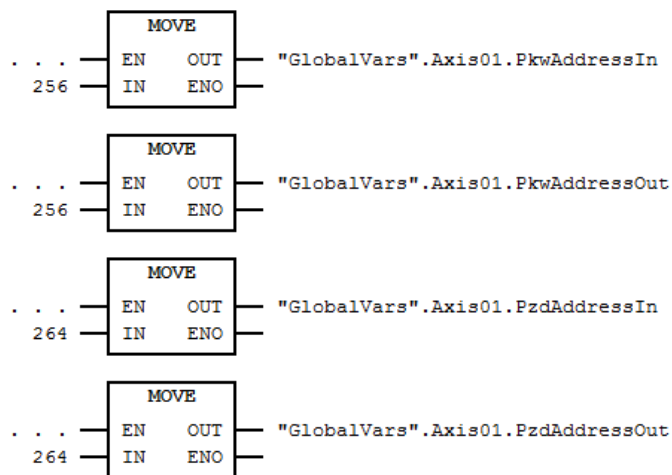 MOVE
. . . EN OUT "GlobalVars".Axis01.PkwAddressIn
256 IN ENO
MOVE
. . . EN OUT "GlobalVars".Axis01.PkwAddressOut
256 IN ENO
MOVE
. . . EN OUT "GlobalVars".Axis01.PzdAddressIn
264 IN ENO
MOVE
. . . EN OUT "GlobalVars".Axis01.PzdAddressOut
264 IN ENO